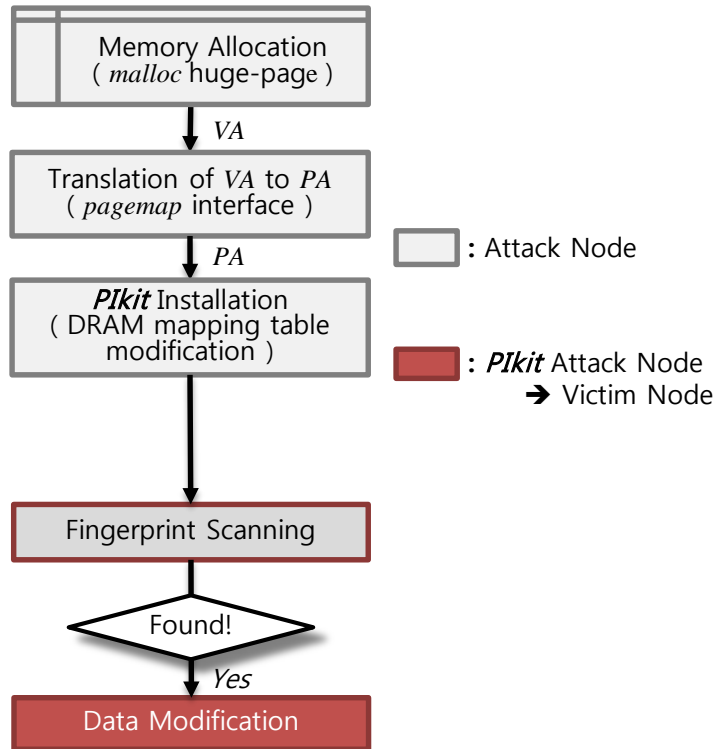 Memory Allocation
( malloc huge-page )
VA
Translation of VA to PA
( pagemap interface )
PA
PIkit Installation
( DRAM mapping table
modification )
: Attack Node
: PIkit Attack Node
➔ Victim Node
Fingerprint Scanning
Found!
Yes
Data Modification